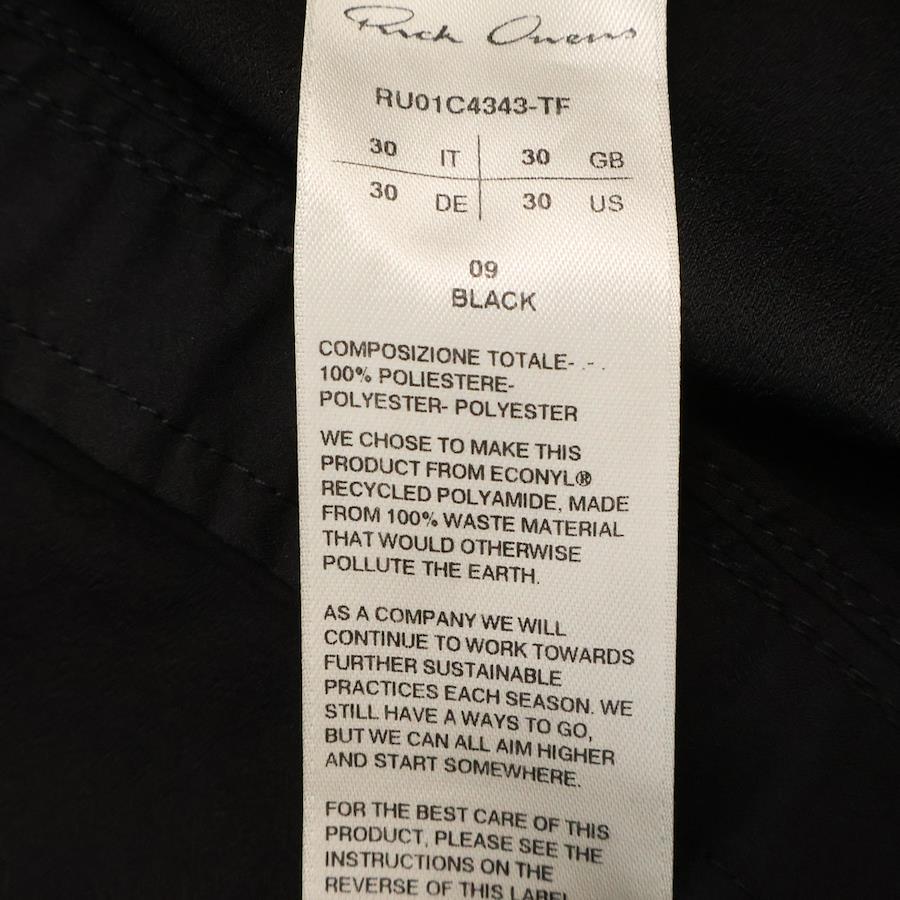 Rick Owens
RU01C4343-TF
30 IT 30 GB
30 DE 30 US
09
BLACK
COMPOSIZIONE TOTALE- .- .
100% POLIESTERE-
POLYESTER- POLYESTER
WE CHOSE TO MAKE THIS
PRODUCT FROM ECONYL®
RECYCLED POLYAMIDE, MADE
FROM 100% WASTE MATERIAL
THAT WOULD OTHERWISE
POLLUTE THE EARTH.
AS A COMPANY WE WILL
CONTINUE TO WORK TOWARDS
FURTHER SUSTAINABLE
PRACTICES EACH SEASON. WE
STILL HAVE A WAYS TO GO,
BUT WE CAN ALL AIM HIGHER
AND START SOMEWHERE.
FOR THE BEST CARE OF THIS
PRODUCT, PLEASE SEE THE
INSTRUCTIONS ON THE
REVERSE OF THIS LABEL